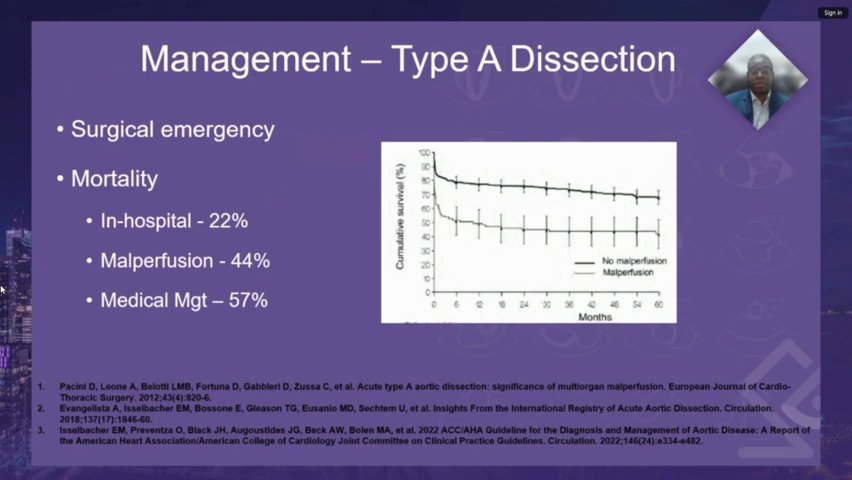 Sign in
Management – Type A Dissection
• Surgical emergency
• Mortality
• In-hospital - 22%
• Malperfusion - 44%
• Medical Mgt – 57%
Cumulative survival (%)
100
90
80
70
60
50
40
30
20
10
0
No malperfusion
Malperfusion
0 6 12 18 24 30 36 42 48 54 60
Months
1. Pacini D, Leone A, Belotti LMB, Fortuna D, Gabbieri D, Zussa C, et al. Acute type A aortic dissection: significance of multiorgan malperfusion. European Journal of Cardio-
Thoracic Surgery. 2012;43(4):820-6.
2. Evangelista A, Isselbacher EM, Bossone E, Gleason TG, Eusanio MD, Sechtem U, et al. Insights From the International Registry of Acute Aortic Dissection. Circulation.
2018;137(17):1846-60.
3. Isselbacher EM, Preventza O, Black JH, Augoustides JG, Beck AW, Bolen MA, et al. 2022 ACC/AHA Guideline for the Diagnosis and Management of Aortic Disease: A Report of
the American Heart Association/American College of Cardiology Joint Committee on Clinical Practice Guidelines. Circulation. 2022;146(24):e334-e482.